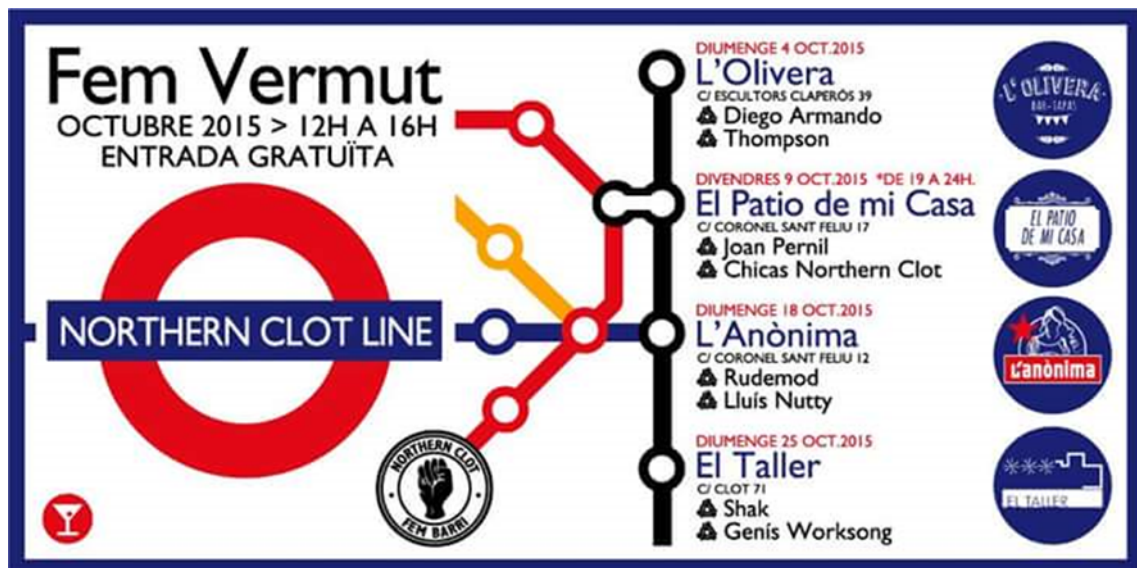 Fem Vermut
OCTUBRE 2015 > 12H A 16H
ENTRADA GRATUÏTA
NORTHERN CLOT LINE
NORTHERN CLOT
FEM BARRI
DIUMENGE 4 OCT.2015
L'Olivera
C/ ESCULTORS CLAPERÓS 39
Diego Armando
Thompson
L'OLIVERA
BAR-TAPAS
DIVENDRES 9 OCT.2015 *DE 19 A 24H.
El Patio de mi Casa
C/ CORONEL SANT FELIU 17
Joan Pernil
Chicas Northern Clot
EL PATIO
DE MI CASA
DIUMENGE 18 OCT.2015
L'Anònima
C/ CORONEL SANT FELIU 12
Rudemod
Lluís Nutty
L'anònima
DIUMENGE 25 OCT.2015
El Taller
C/ CLOT 71
Shak
Genís Worksong
EL TALLER